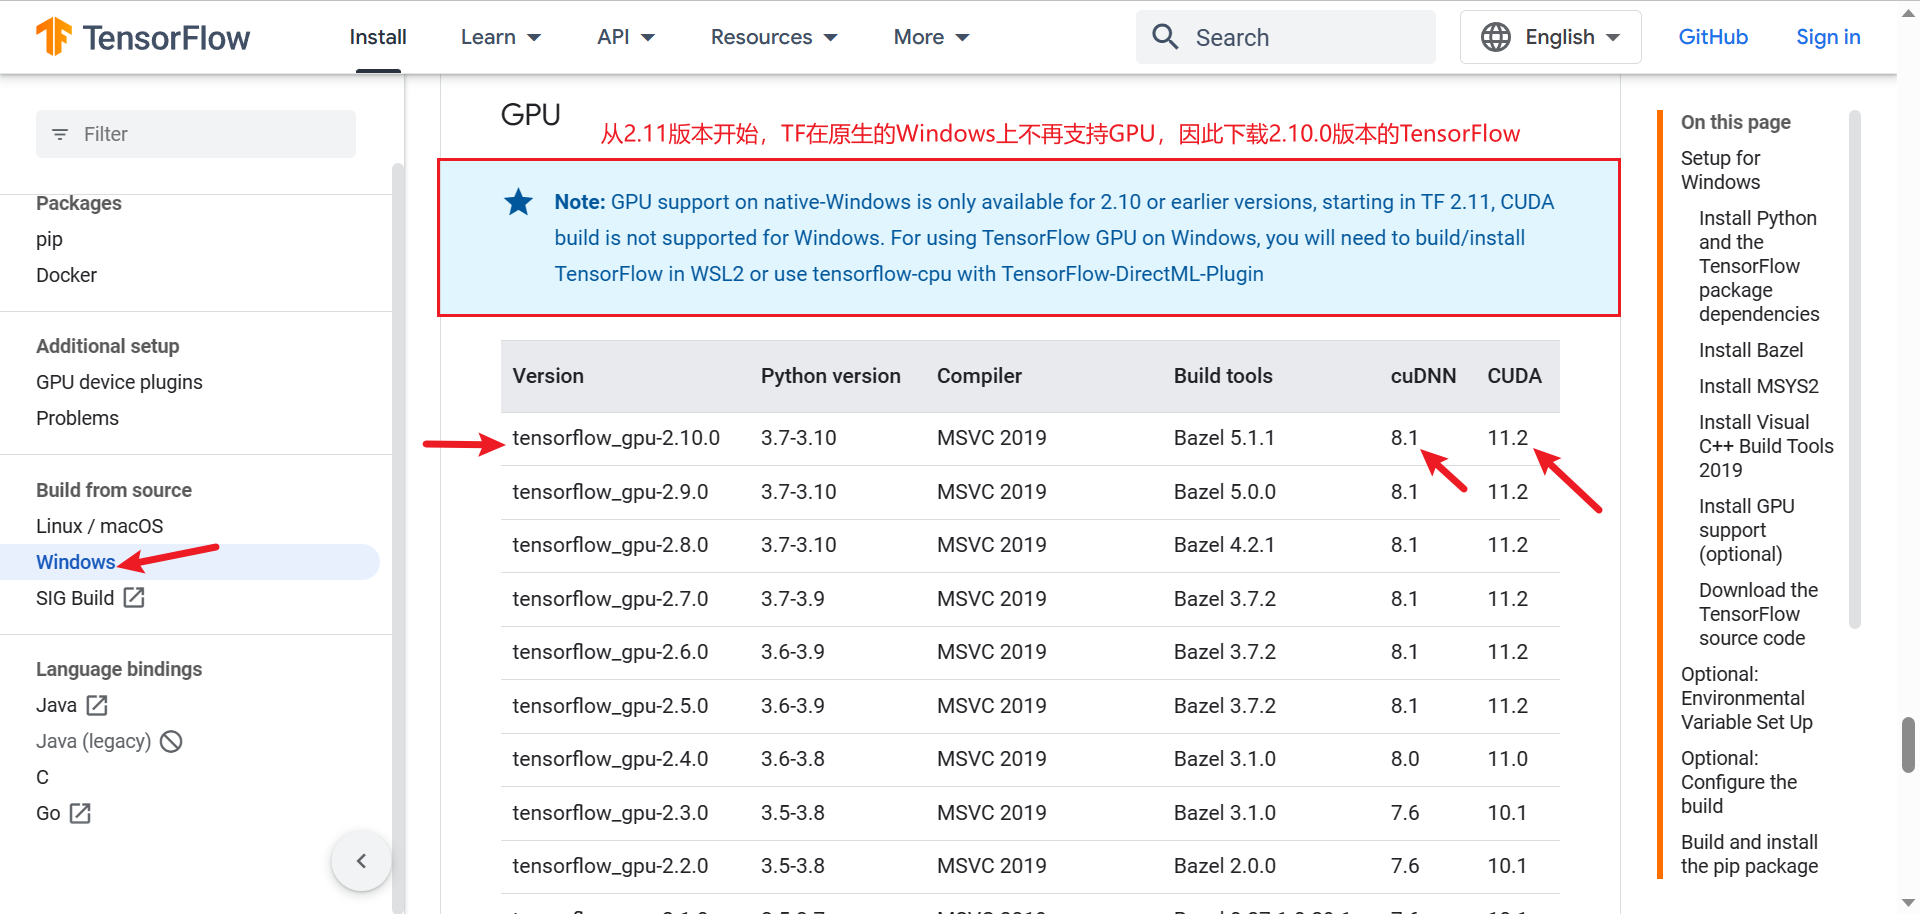 TensorFlow
Install
Learn
API
Resources
More
Search
English
GitHub
Sign in
Filter
Packages
pip
Docker
Additional setup
GPU device plugins
Problems
Build from source
Linux / macOS
Windows
SIG Build
Language bindings
Java
Java (legacy)
C
Go
GPU
从2.11版本开始，TF在原生的Windows上不再支持GPU，因此下载2.10.0版本的TensorFlow
Note: GPU support on native-Windows is only available for 2.10 or earlier versions, starting in TF 2.11, CUDA
build is not supported for Windows. For using TensorFlow GPU on Windows, you will need to build/install
TensorFlow in WSL2 or use tensorflow-cpu with TensorFlow-DirectML-Plugin
Version Python version Compiler Build tools cuDNN CUDA
tensorflow_gpu-2.10.0 3.7-3.10 MSVC 2019 Bazel 5.1.1 8.1 11.2
tensorflow_gpu-2.9.0 3.7-3.10 MSVC 2019 Bazel 5.0.0 8.1 11.2
tensorflow_gpu-2.8.0 3.7-3.10 MSVC 2019 Bazel 4.2.1 8.1 11.2
tensorflow_gpu-2.7.0 3.7-3.9 MSVC 2019 Bazel 3.7.2 8.1 11.2
tensorflow_gpu-2.6.0 3.6-3.9 MSVC 2019 Bazel 3.7.2 8.1 11.2
tensorflow_gpu-2.5.0 3.6-3.9 MSVC 2019 Bazel 3.7.2 8.1 11.2
tensorflow_gpu-2.4.0 3.6-3.8 MSVC 2019 Bazel 3.1.0 8.0 11.0
tensorflow_gpu-2.3.0 3.5-3.8 MSVC 2019 Bazel 3.1.0 7.6 10.1
tensorflow_gpu-2.2.0 3.5-3.8 MSVC 2019 Bazel 2.0.0 7.6 10.1
On this page
Setup for
Windows
Install Python
and the
TensorFlow
package
dependencies
Install Bazel
Install MSYS2
Install Visual
C++ Build Tools
2019
Install GPU
support
(optional)
Download the
TensorFlow
source code
Optional:
Environmental
Variable Set Up
Optional:
Configure the
build
Build and install
the pip package